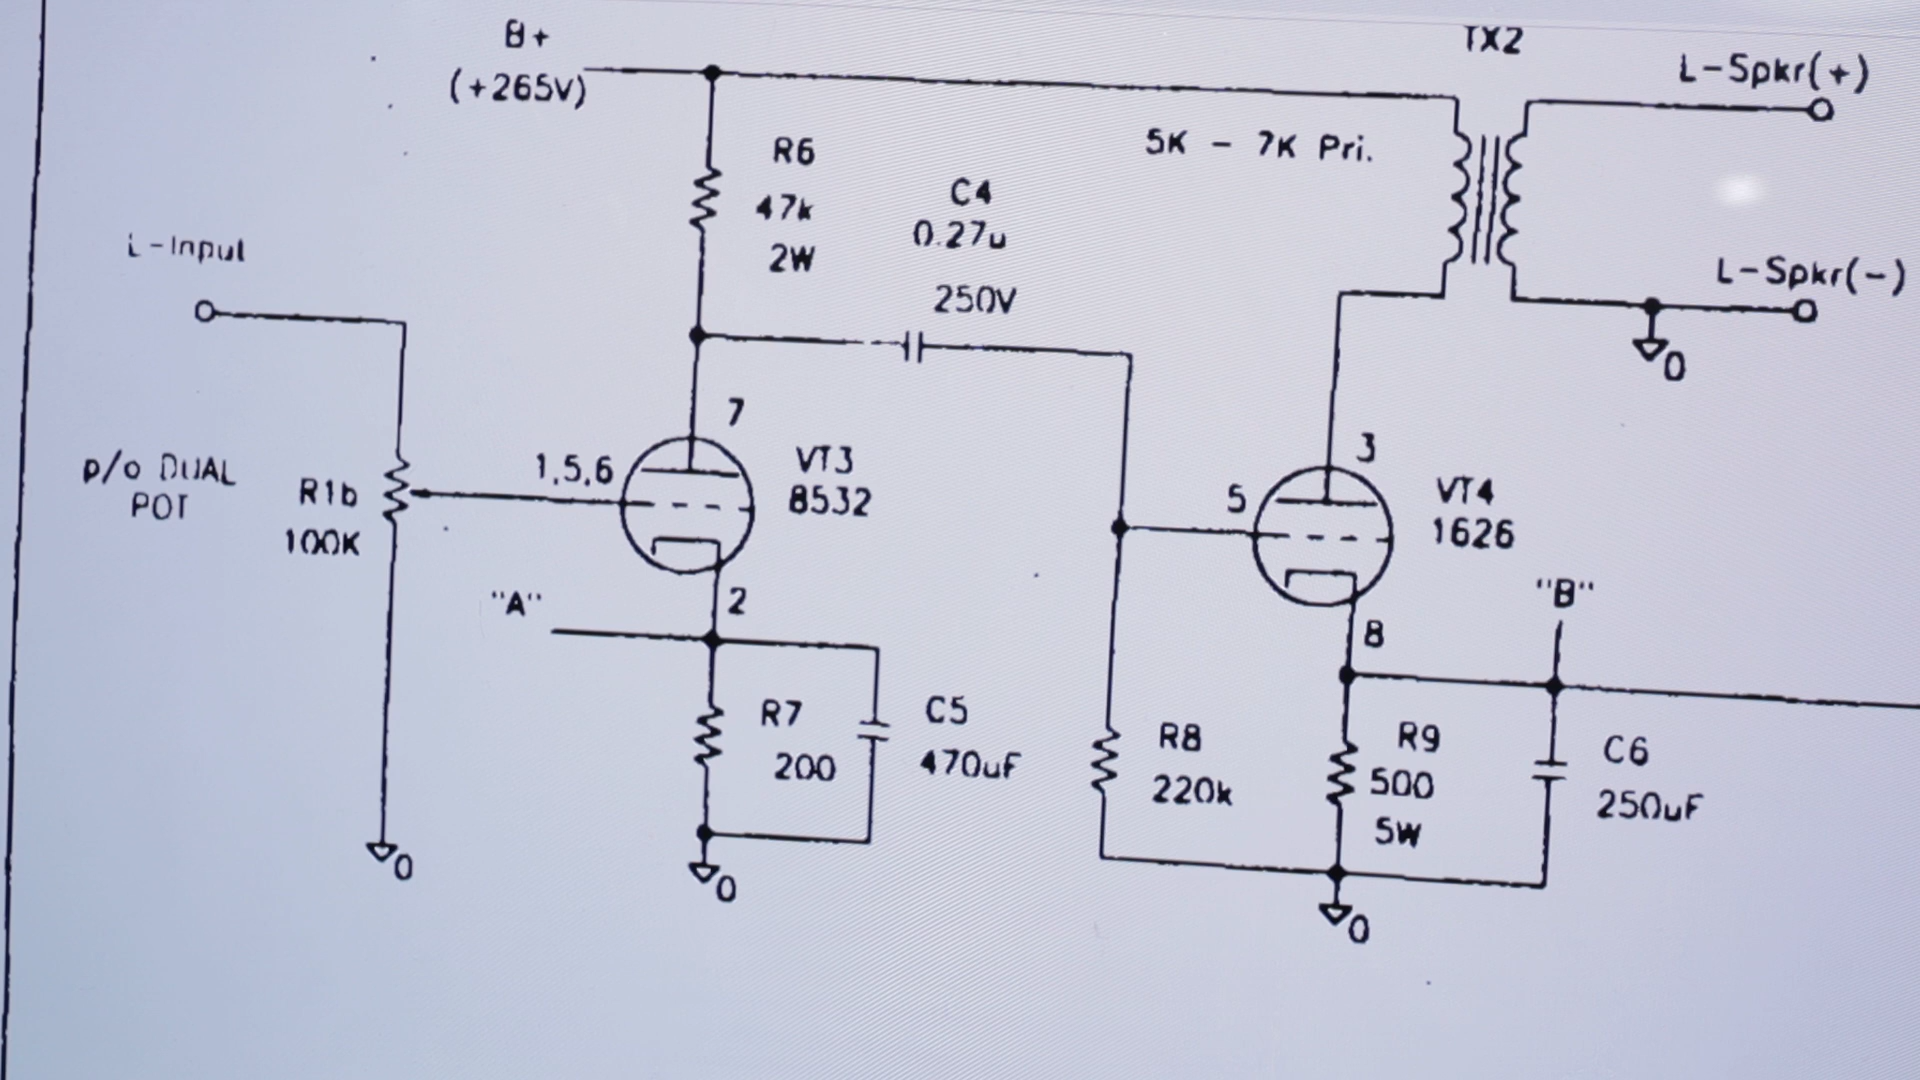 B+
(+265V)
TX2
L-Spkr(+)
5K - 7K Pri.
R6
47k
2W
C4
0.27u
250V
L-Input
L-Spkr(-)
0
7
1,5,6
VT3
8532
p/o DUAL
POT
R1b
100K
3
5
VT4
1626
"A"
2
"B"
8
R7
200
C5
470uF
R8
220k
R9
500
5W
C6
250uF
0
0
0